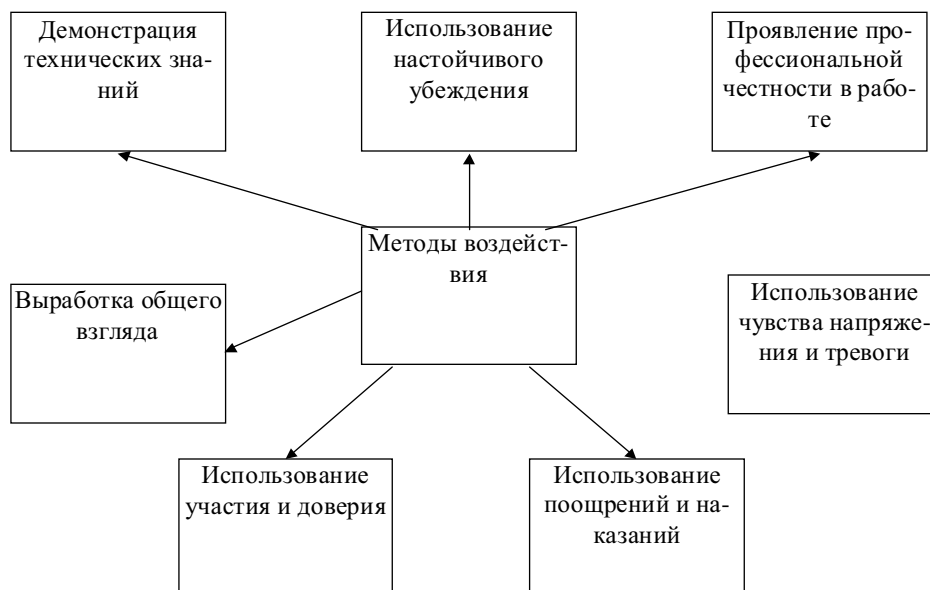 Демонстрация
технических зна-
ний
Использование
настойчивого
убеждения
Проявление про-
фессиональной
честности в рабо-
те
Методы воздейст-
вия
Выработка общего
взгляда
Использование
чувства напряже-
ния и тревоги
Использование
участия и доверия
Использование
поощрений и на-
казаний